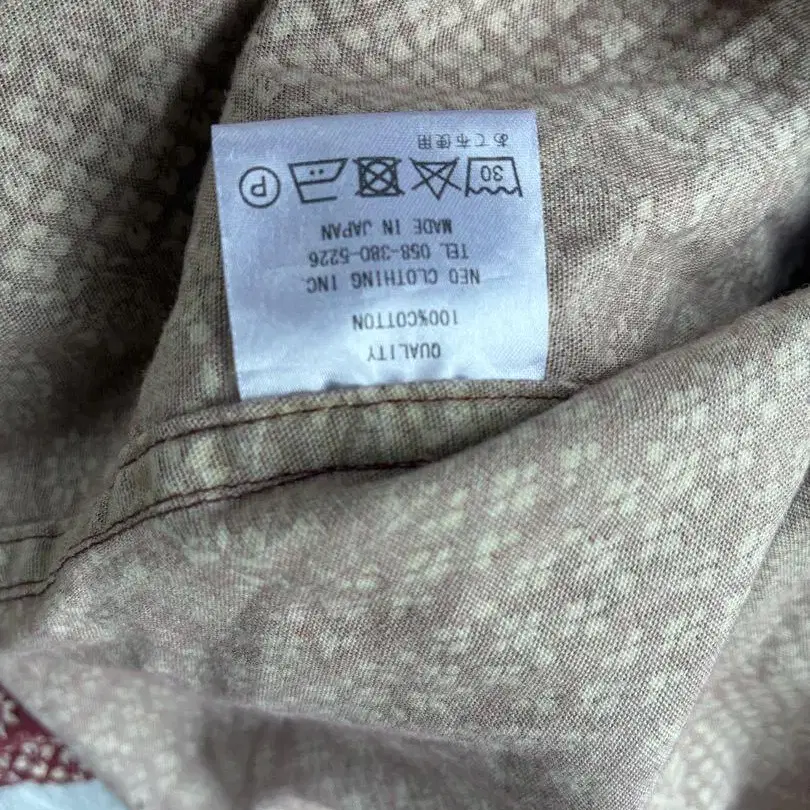 QUALITY
100%COTTON
NEO CLOTHING INC.
TEL 058-380-5226
MADE IN JAPAN
30 P
あて布使用